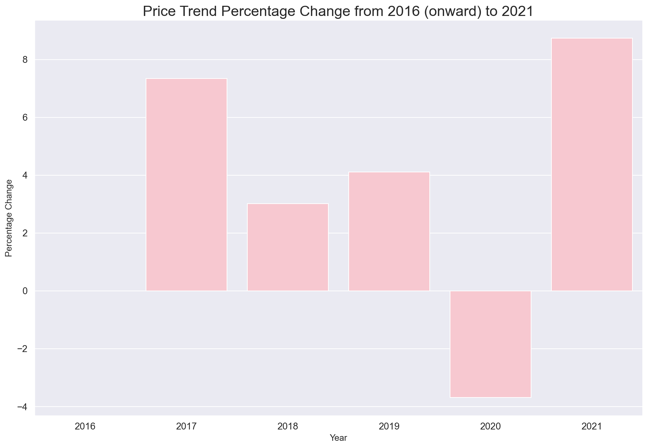 Price Trend Percentage Change from 2016 (onward) to 2021
8
6
4
2
0
−2
−4
Percentage Change
2016 2017 2018 2019 2020 2021
Year